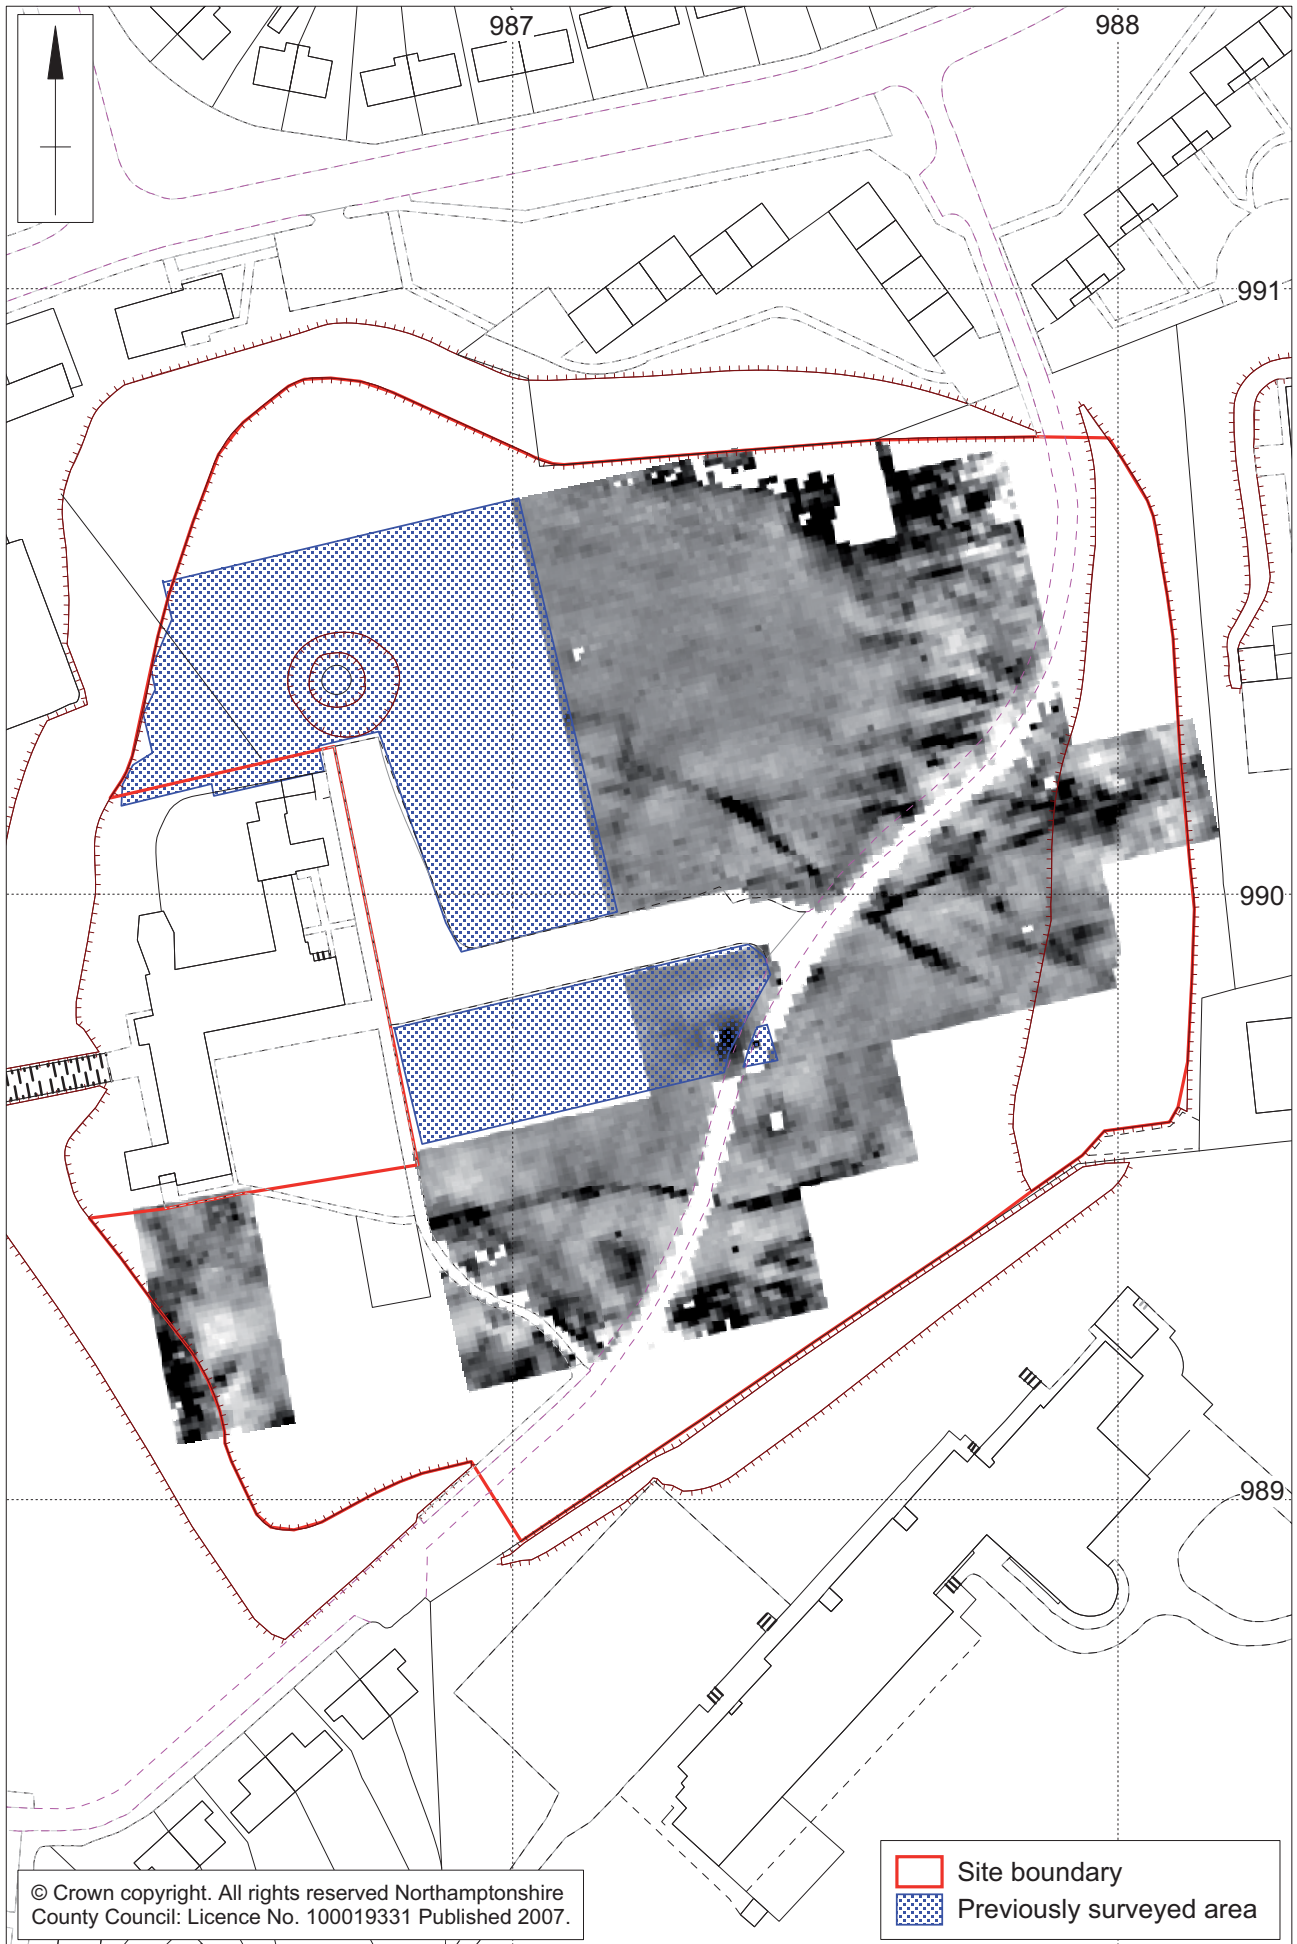 987
988
991
990
989
© Crown copyright. All rights reserved Northamptonshire
County Council: Licence No. 100019331 Published 2007.
Site boundary
Previously surveyed area